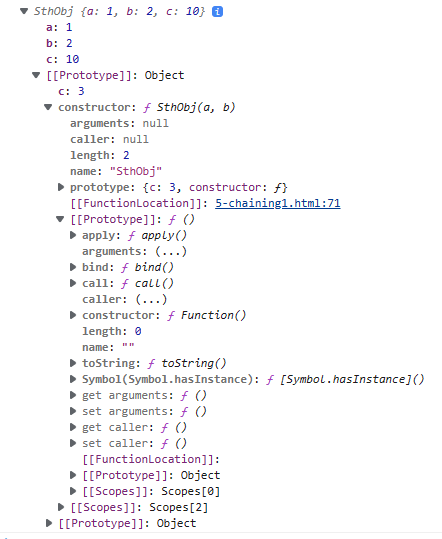 SthObj {a: 1, b: 2, c: 10} i
a: 1
b: 2
c: 10
[[Prototype]]: Object
c: 3
constructor: ƒ SthObj(a, b)
arguments: null
caller: null
length: 2
name: "SthObj"
prototype: {c: 3, constructor: ƒ}
[[FunctionLocation]]: 5-chaining1.html:71
[[Prototype]]: ƒ ()
apply: ƒ apply()
arguments: (...)
bind: ƒ bind()
call: ƒ call()
caller: (...)
constructor: ƒ Function()
length: 0
name: ""
toString: ƒ toString()
Symbol(Symbol.hasInstance): ƒ [Symbol.hasInstance]()
get arguments: ƒ ()
set arguments: ƒ ()
get caller: ƒ ()
set caller: ƒ ()
[[FunctionLocation]]:
[[Prototype]]: Object
[[Scopes]]: Scopes[0]
[[Scopes]]: Scopes[2]
[[Prototype]]: Object